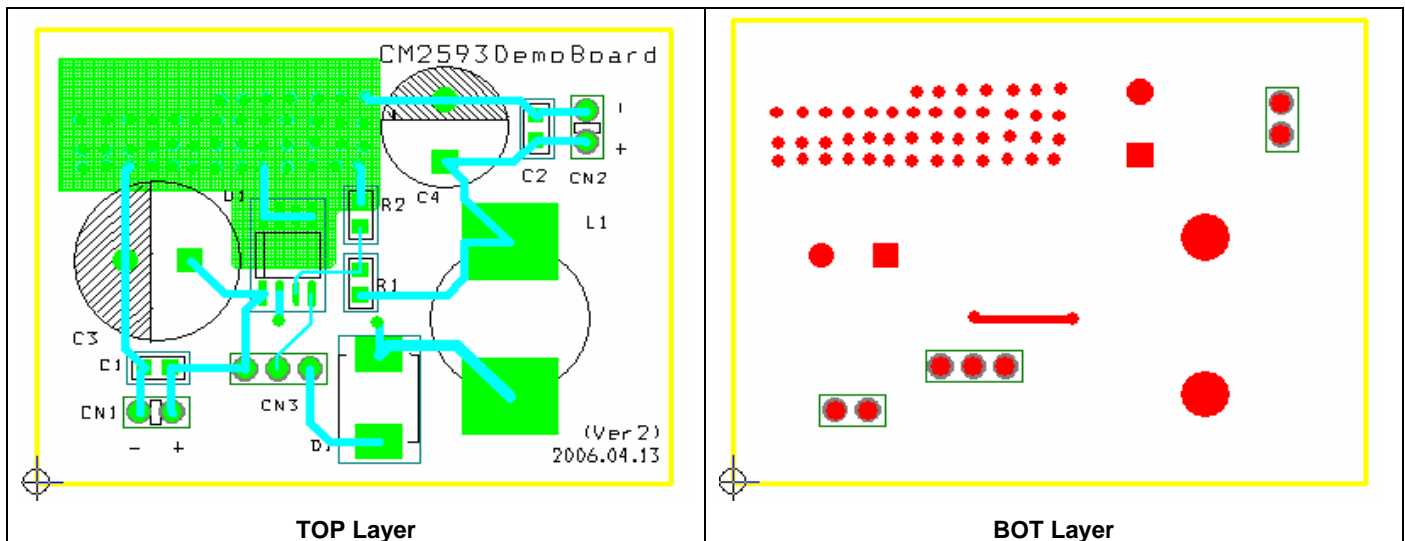 CM2593DemoBoard
-
+
C2
CN2
C4
R2
D1
L1
R1
C3
C1
CN3
CN1
- +
D1
(Ver2)
2006.04.13
TOP Layer
BOT Layer